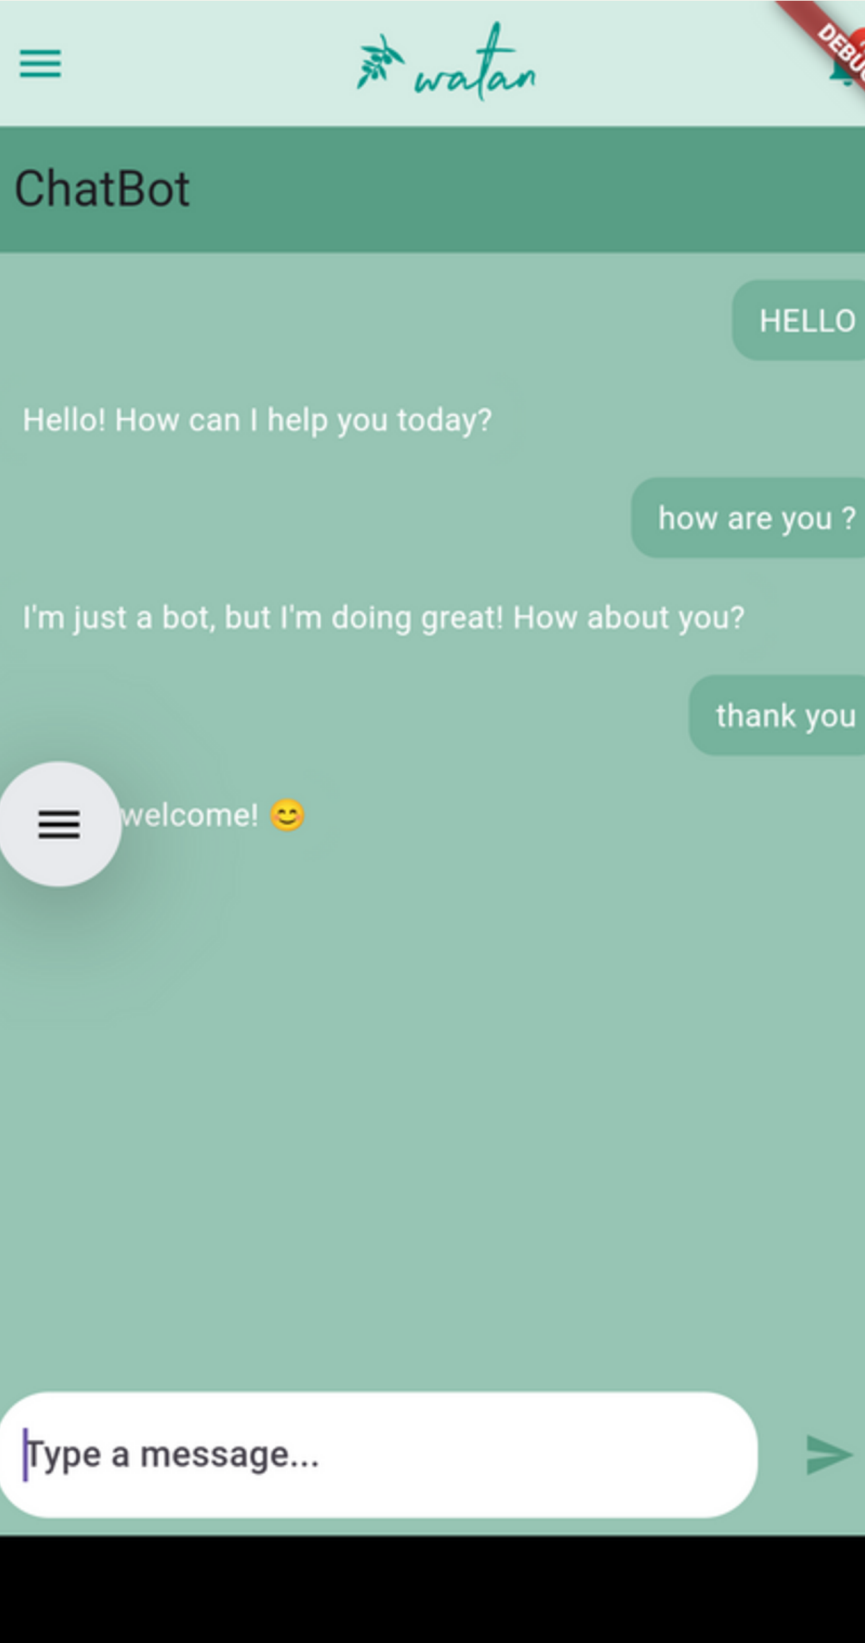 watan
DEBU
ChatBot
HELLO
Hello! How can I help you today?
how are you ?
I'm just a bot, but I'm doing great! How about you?
thank you
welcome! 😊
Type a message...